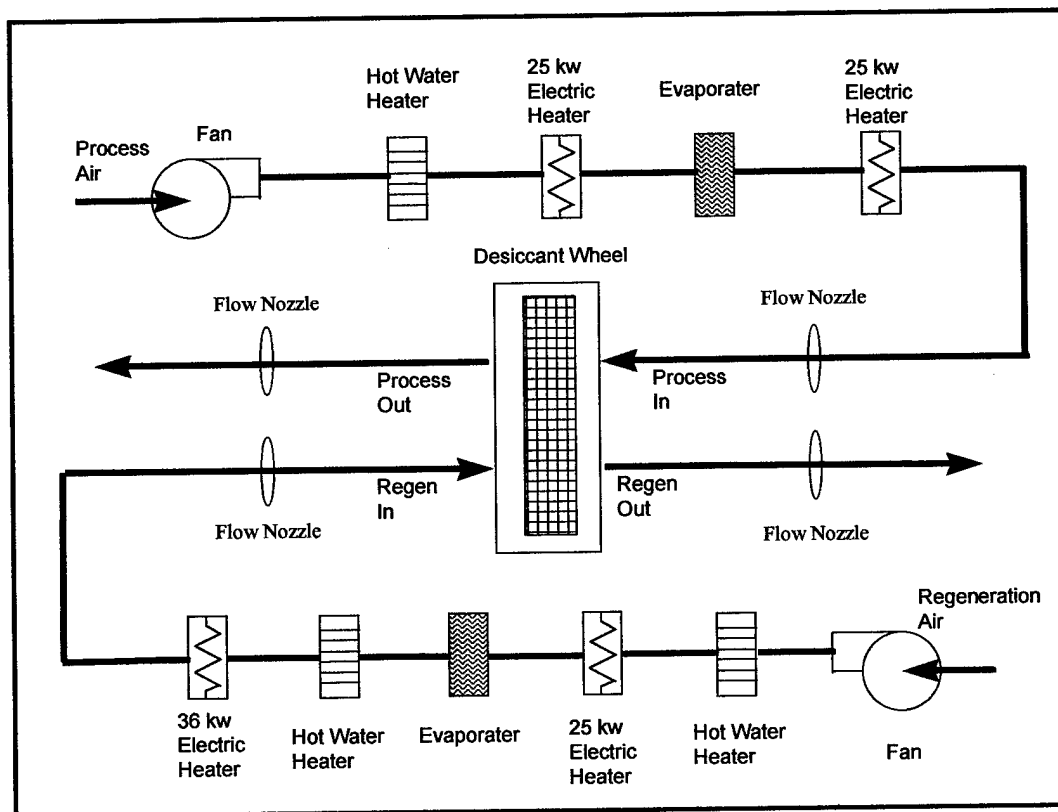 Process
Air
Fan
Hot Water
Heater
25 kw
Electric
Heater
Evaporater
25 kw
Electric
Heater
Desiccant Wheel
Flow Nozzle
Flow Nozzle
Process
Out
Process
In
Regen
In
Regen
Out
Flow Nozzle
Flow Nozzle
36 kw
Electric
Heater
Hot Water
Heater
Evaporater
25 kw
Electric
Heater
Hot Water
Heater
Regeneration
Air
Fan